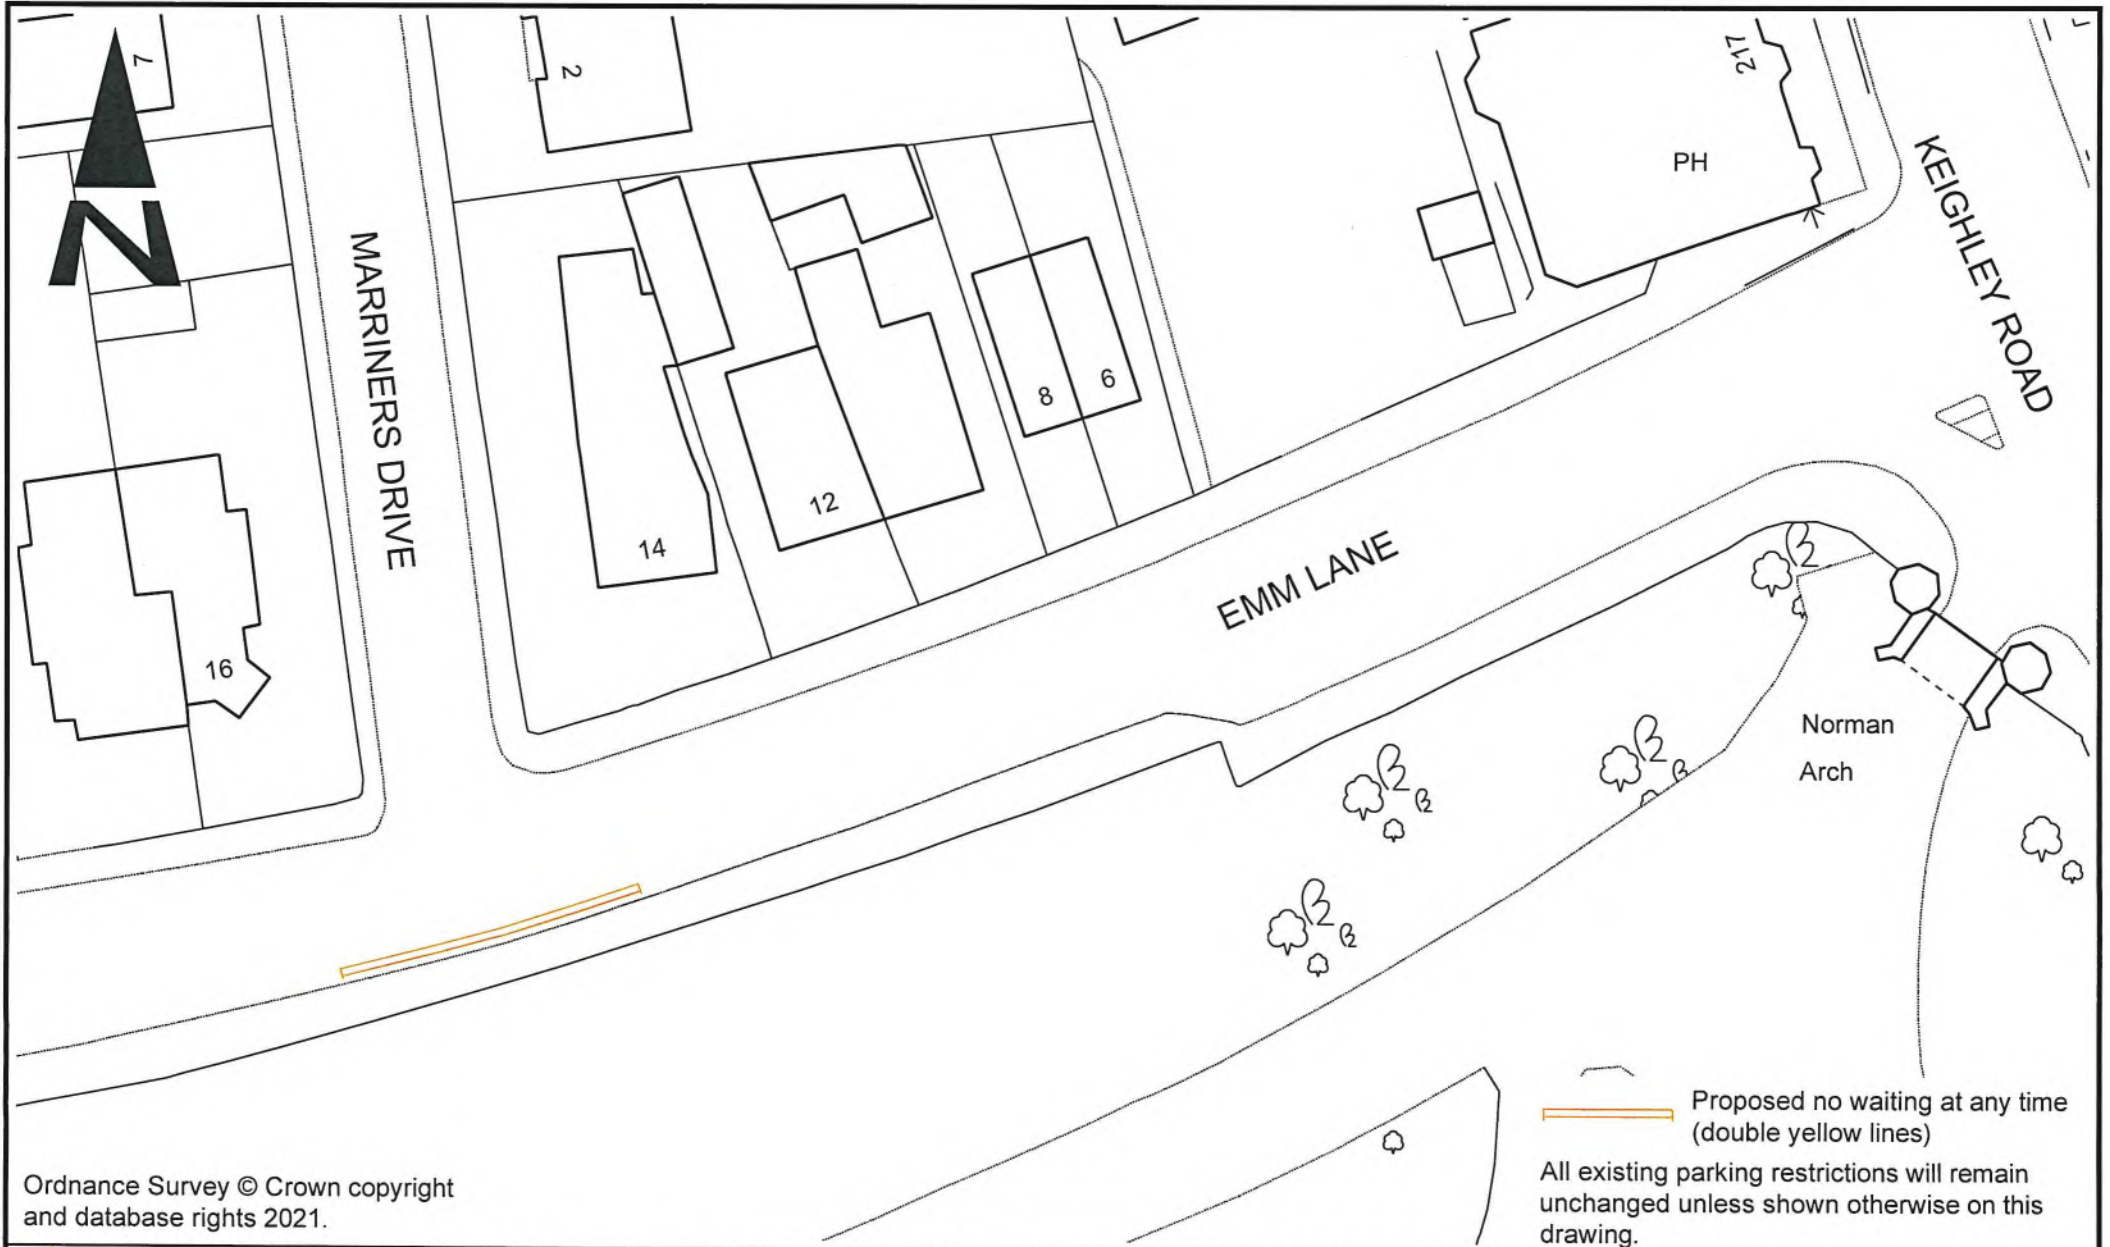 7
N
2
217
PH
KEIGHLEY ROAD
MARRINERS DRIVE
8
6
12
14
16
EMM LANE
Norman
Arch
Proposed no waiting at any time
(double yellow lines)
All existing parking restrictions will remain
unchanged unless shown otherwise on this
drawing.
Ordnance Survey © Crown copyright
and database rights 2021.